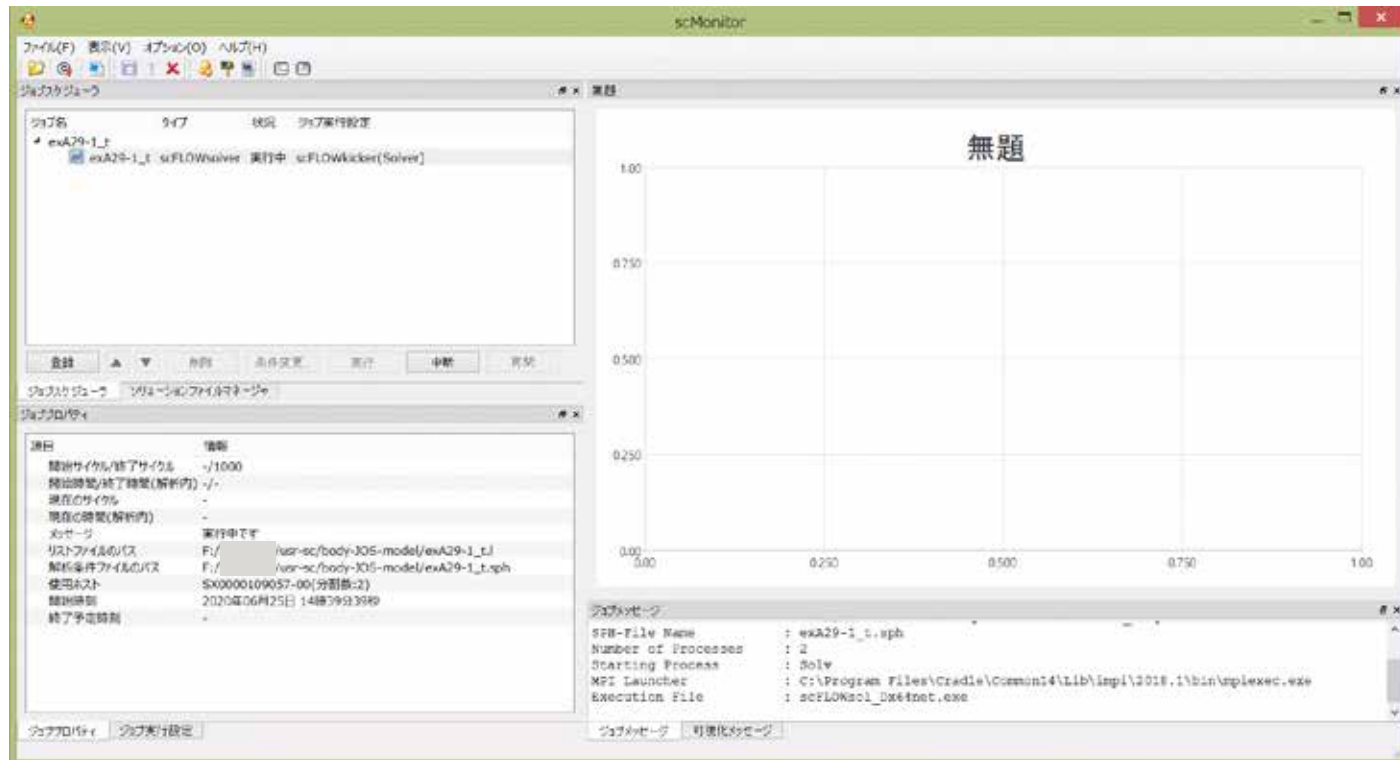 scMonitor
ファイル(F) 表示(V) オプション(O) ヘルプ(H)
ジョブスケジューラ
ジョブ名 タイプ 状況 ジョブ実行設定
exA29-1_t
exA29-1_t scFLOWsolver 実行中 scFLOWkicker(Solver]
登録 削除 条件変更 実行 中断 再開
ジョブスケジューラ ソリューションファイルマネージャ
ジョブプロパティ
項目 情報
開始サイクル/終了サイクル -/1000
開始時間/終了時間(解析内) -/-
現在のサイクル -
現在の時間(解析内) -
メッセージ 実行中です
リストファイルのパス F:/ /usr-sc/body-JOS-model/exA29-1_t.l
解析条件ファイルのパス F:/ /usr-sc/body-JOS-model/exA29-1_t.sph
使用ホスト SX0000109057-00(分割数:2)
開始時刻 2020年06月25日 14時39分39秒
終了予定時刻 -
ジョブプロパティ ジョブ実行設定
無題
無題
1.00
0.750
0.500
0.250
0.00
0.00 0.250 0.500 0.750 1.00
ジョブメッセージ
SPH-File Name : exA29-1_t.sph
Number of Processes : 2
Starting Process : Solv
MPI Launcher : C:\Program Files\Cradle\Common14\Lib\impi\2018.1\bin\mpiexec.exe
Execution File : scFLOWsol_Dx64net.exe
ジョブメッセージ 可視化メッセージ